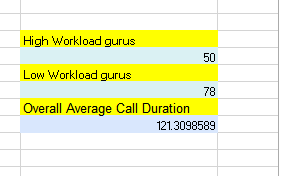 High Workload gurus
50
Low Workload gurus
78
Overall Average Call Duration
121.3098589